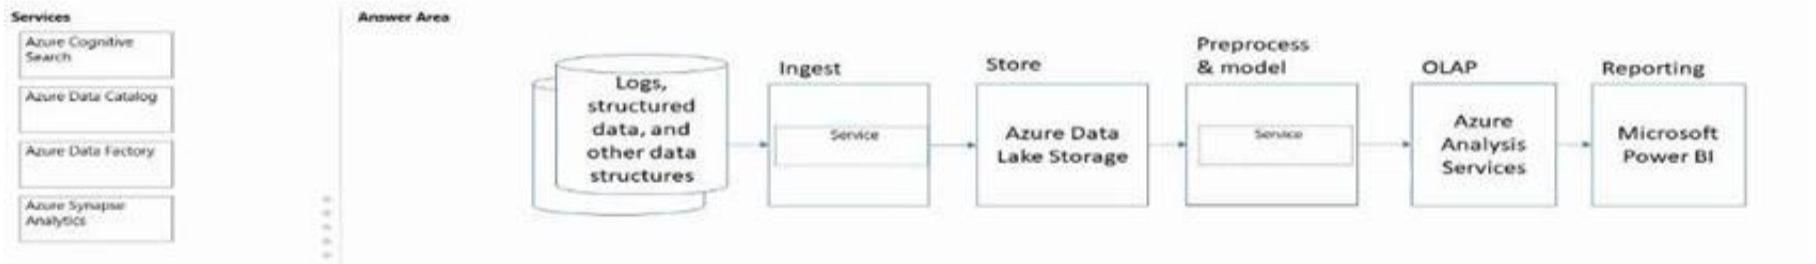 Services
Azure Cognitive
Search
Azure Data Catalog
Azure Data Factory
Azure Synapse
Analytics
Answer Area
Logs,
structured
data, and
other data
structures
Ingest
Service
Store
Azure Data
Lake Storage
Preprocess
& model
Service
OLAP
Azure
Analysis
Services
Reporting
Microsoft
Power BI